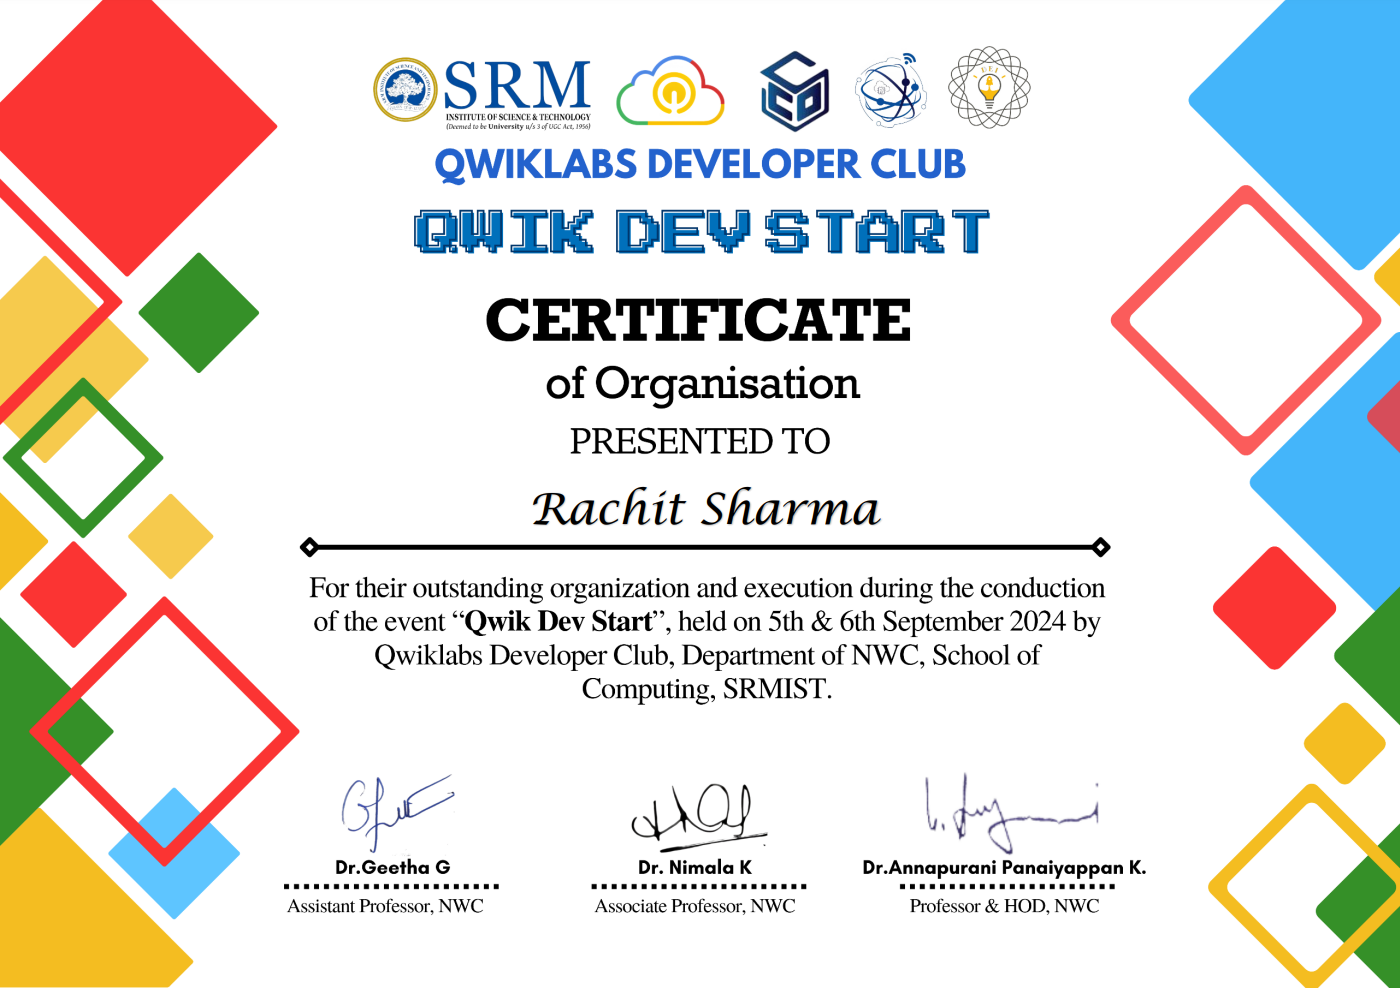 SRM
INSTITUTE OF SCIENCE & TECHNOLOGY
(Deemed to be University u/s 3 of UGC Act, 1956)
QWIKLABS DEVELOPER CLUB
QWIK DEV START
CERTIFICATE
of Organisation
PRESENTED TO
Rachit Sharma
For their outstanding organization and execution during the conduction
of the event “Qwik Dev Start”, held on 5th & 6th September 2024 by
Qwiklabs Developer Club, Department of NWC, School of
Computing, SRMIST.
Dr.Geetha G
Assistant Professor, NWC
Dr. Nimala K
Associate Professor, NWC
Dr.Annapurani Panaiyappan K.
Professor & HOD, NWC